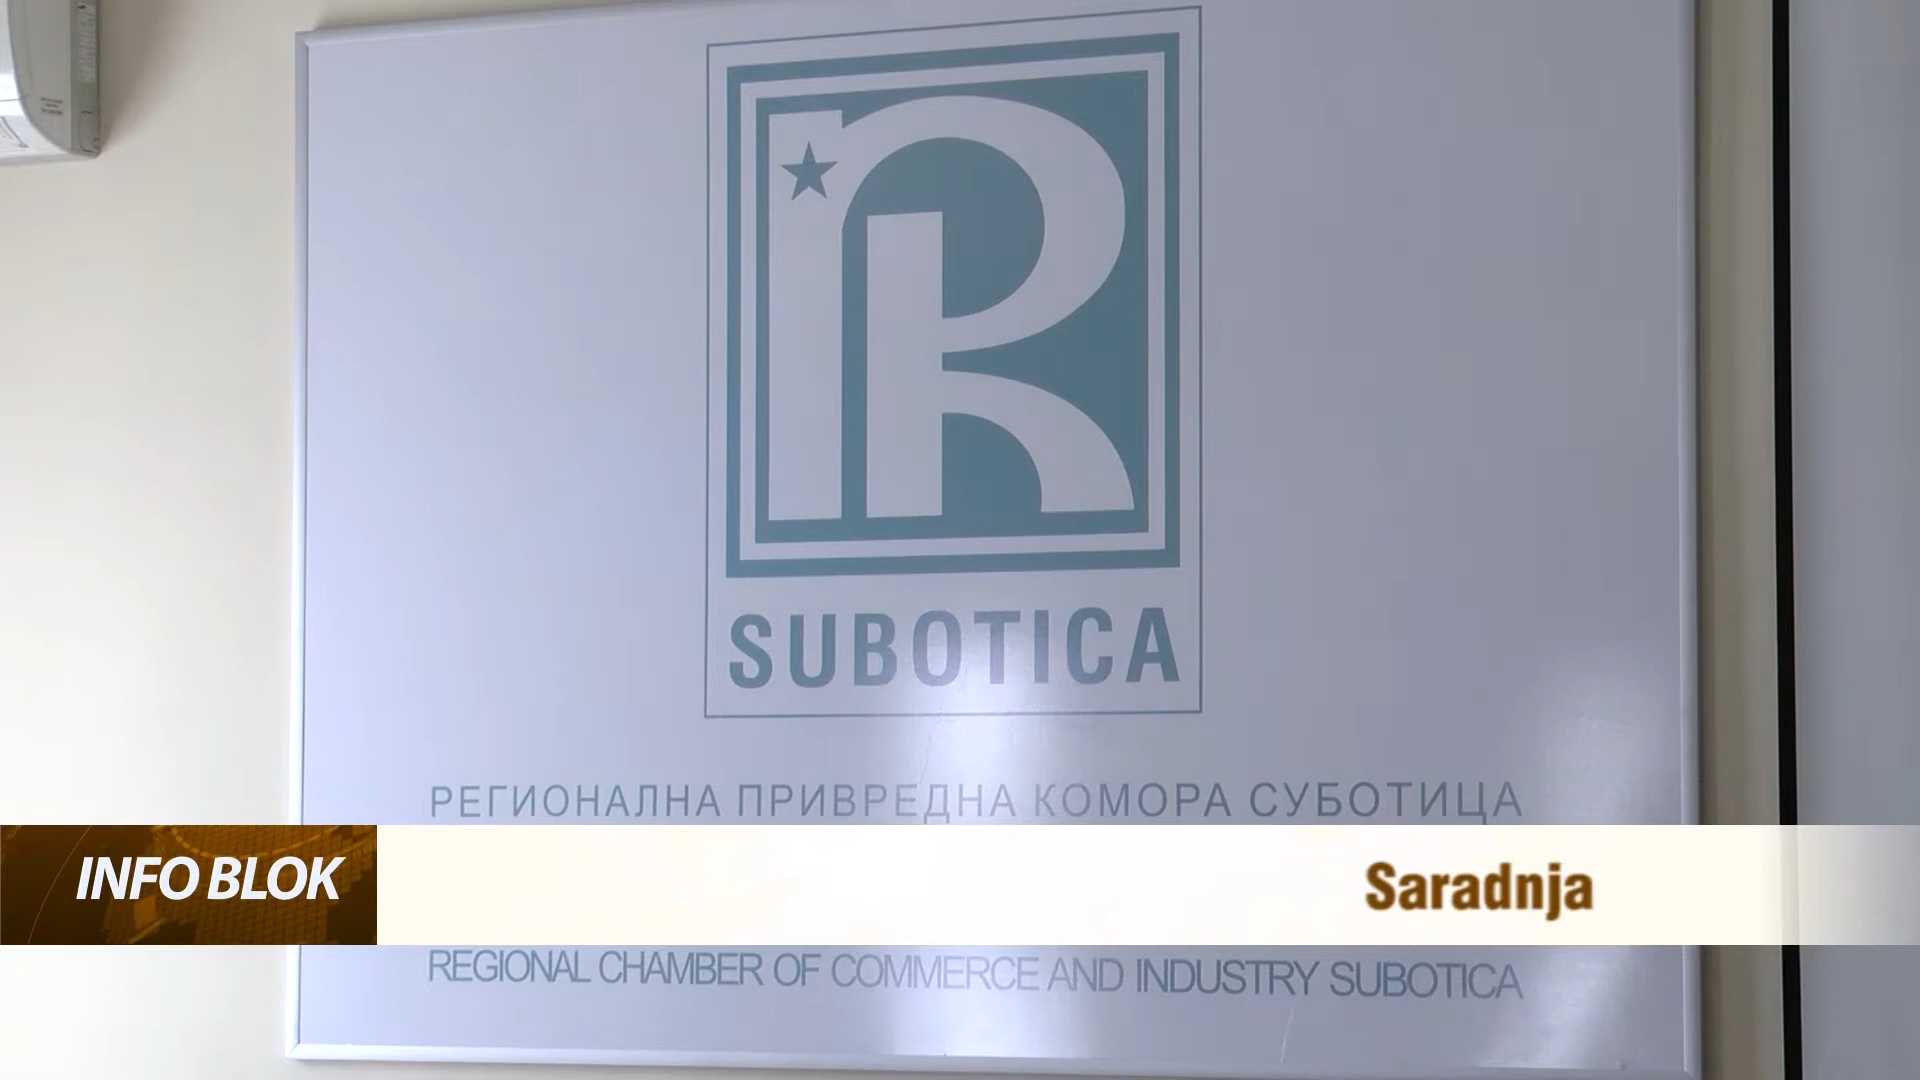 SUBOTICA
РЕГИОНАЛНА ПРИВРЕДНА КОМОРА СУБОТИЦА
INFO BLOK
Saradnja
REGIONAL CHAMBER OF COMMERCE AND INDUSTRY SUBOTICA